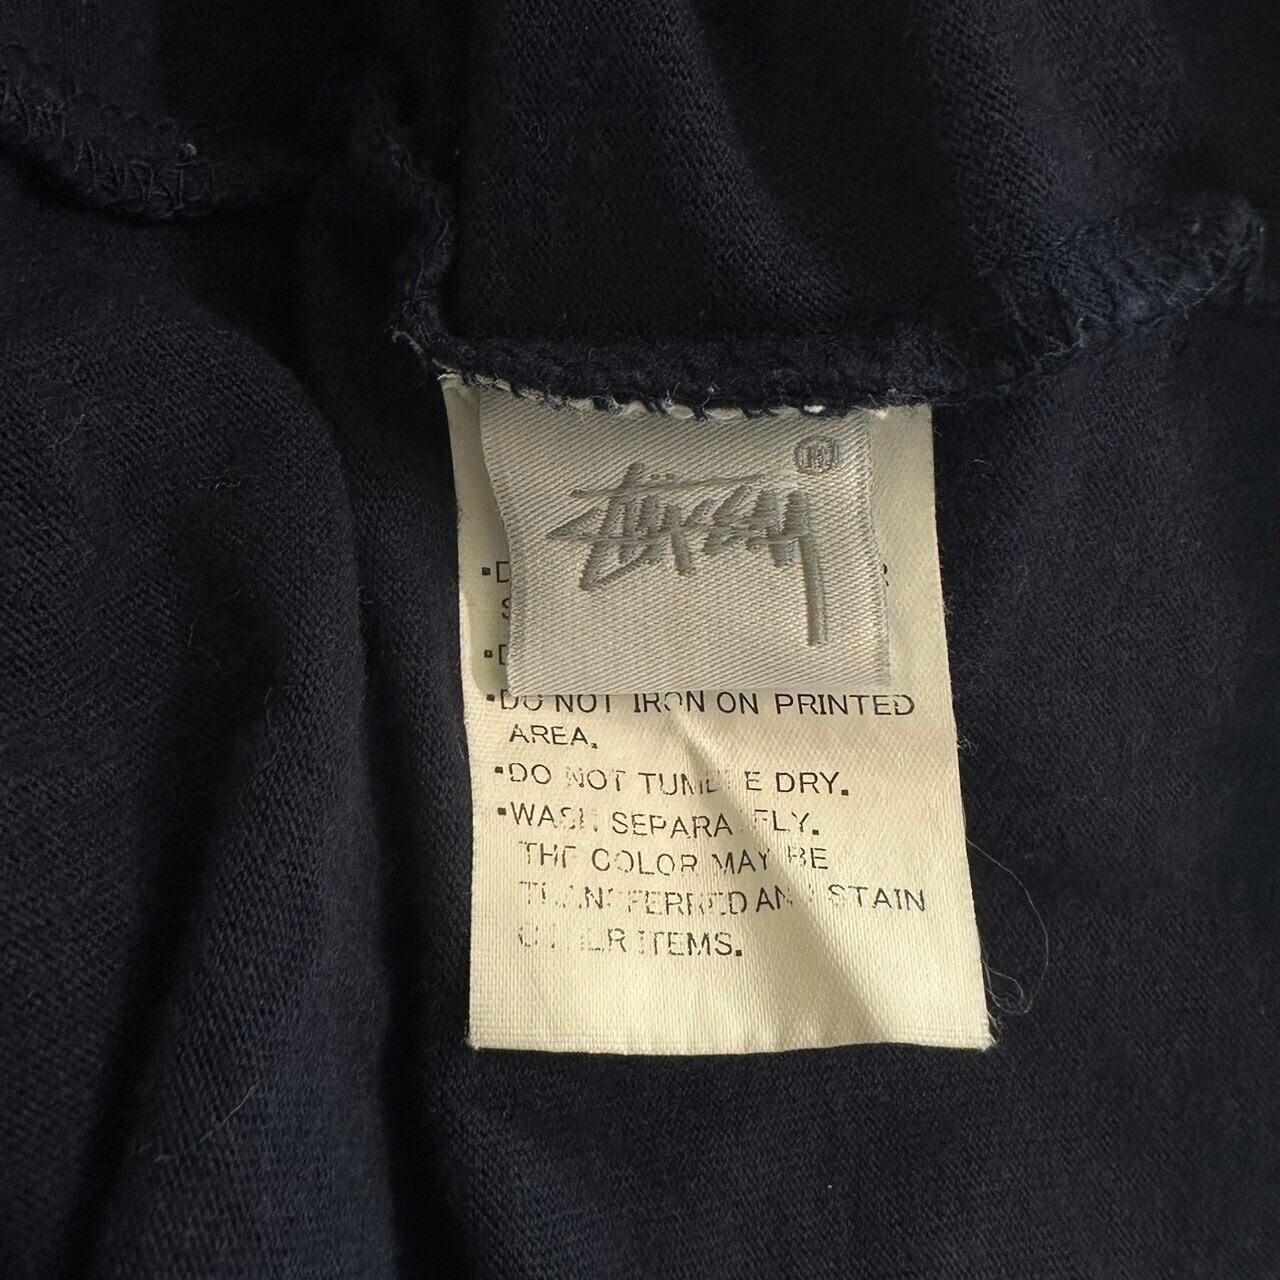 Stüssy ®
DO NOT IRON ON PRINTED
AREA.
▪DO NOT TUMBLE DRY.
▪WASH SEPARATELY.
THE COLOR MAY BE
TRANSFERRED AND STAIN
OTHER ITEMS.